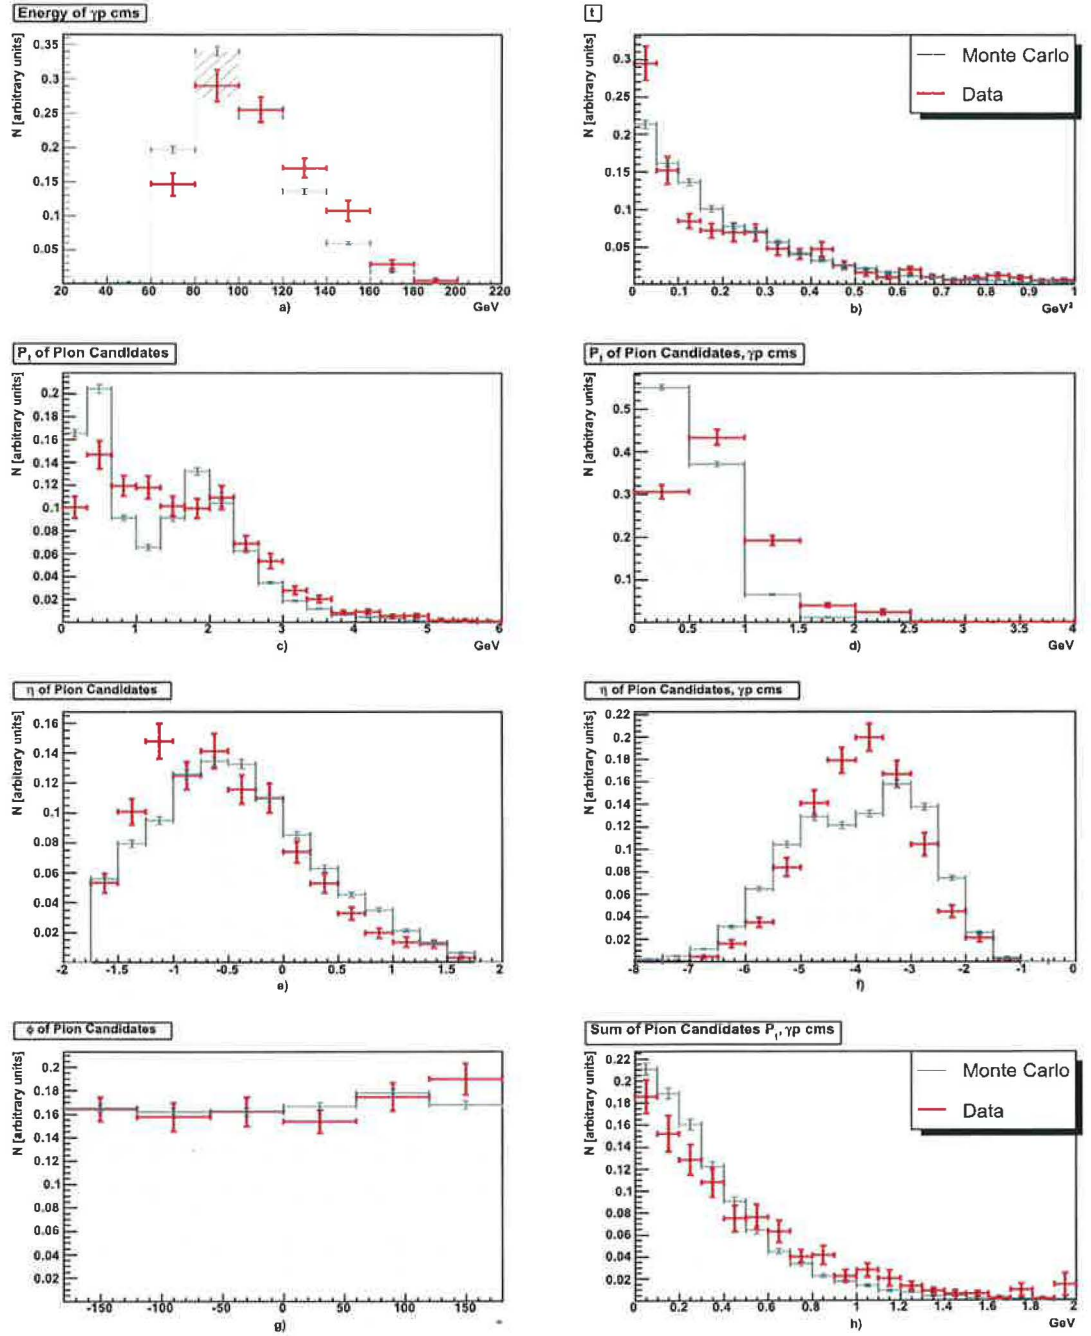 Energy of γp cms
N [arbitrary units]
0.35
0.3
0.25
0.2
0.15
0.1
0.05
20 40 60 80 100 120 140 160 180 200 220
a) GeV
t
N [arbitrary units]
Monte Carlo
Data
0.3
0.25
0.2
0.15
0.1
0.05
0 0.1 0.2 0.3 0.4 0.5 0.6 0.7 0.8 0.9 1
b) GeV²
Pt of Pion Candidates
N [arbitrary units]
0.2
0.18
0.16
0.14
0.12
0.1
0.08
0.06
0.04
0.02
0 1 2 3 4 5 6
c) GeV
Pt of Pion Candidates, γp cms
N [arbitrary units]
0.5
0.4
0.3
0.2
0.1
0 0.5 1 1.5 2 2.5 3 3.5 4
d) GeV
η of Pion Candidates
N [arbitrary units]
0.16
0.14
0.12
0.1
0.08
0.06
0.04
0.02
-2 -1.5 -1 -0.5 0 0.5 1 1.5 2
e)
η of Pion Candidates, γp cms
N [arbitrary units]
0.22
0.2
0.18
0.16
0.14
0.12
0.1
0.08
0.06
0.04
0.02
-8 -7 -6 -5 -4 -3 -2 -1 0
f)
ϕ of Pion Candidates
N [arbitrary units]
0.2
0.18
0.16
0.14
0.12
0.1
0.08
0.06
0.04
0.02
-150 -100 -50 0 50 100 150
g)
Sum of Pion Candidates Pt, γp cms
N [arbitrary units]
Monte Carlo
Data
0.22
0.2
0.18
0.16
0.14
0.12
0.1
0.08
0.06
0.04
0.02
0 0.2 0.4 0.6 0.8 1 1.2 1.4 1.6 1.8 2
h) GeV